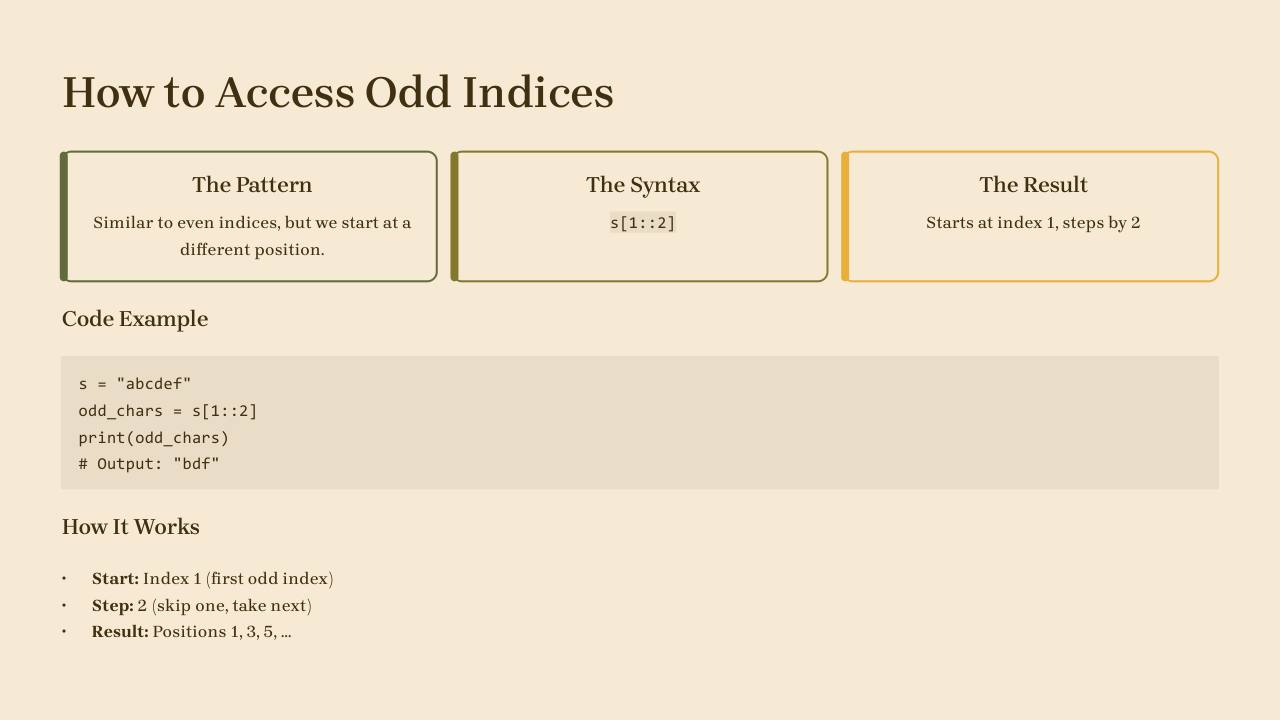 How to Access Odd Indices
The Pattern
Similar to even indices, but we start at a
different position.
The Syntax
s[1::2]
The Result
Starts at index 1, steps by 2
Code Example
s = "abcdef"
odd_chars = s[1::2]
print(odd_chars)
# Output: "bdf"
How It Works
• Start: Index 1 (first odd index)
• Step: 2 (skip one, take next)
• Result: Positions 1, 3, 5, ...